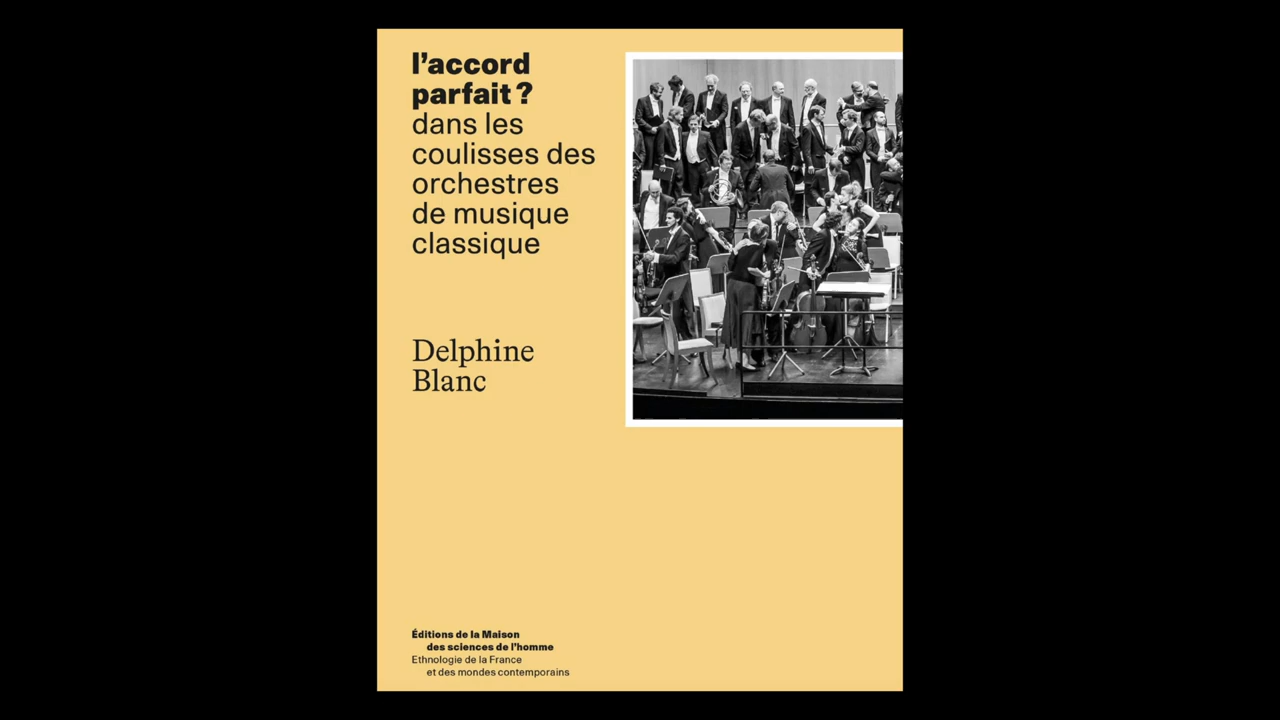 l’accord
parfait ?
dans les
coulisses des
orchestres
de musique
classique
Delphine
Blanc
Éditions de la Maison
des sciences de l’homme
Ethnologie de la France
et des mondes contemporains